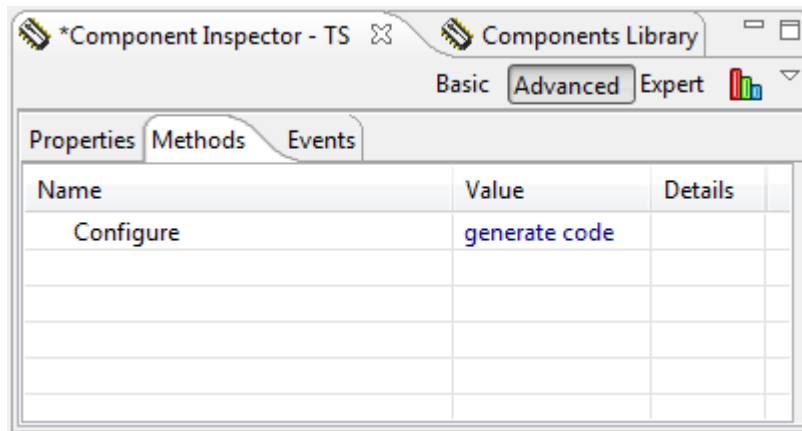 *Component Inspector - TS Components Library
Basic Advanced Expert
Properties Methods Events
Name Value Details
Configure generate code